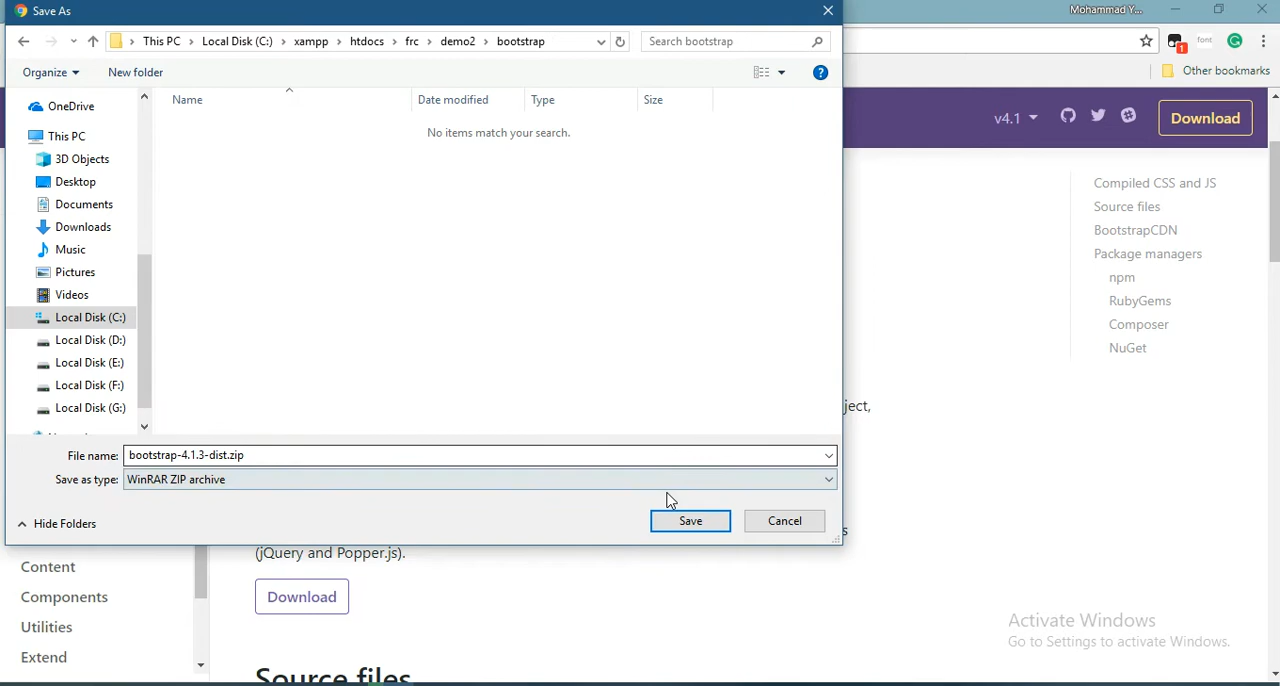 Save As
Mohammad Y...
This PC › Local Disk (C:) › xampp › htdocs › frc › demo2 › bootstrap
Search bootstrap
font
1
Organize
New folder
Other bookmarks
Name
Date modified
Type
Size
No items match your search.
OneDrive
This PC
3D Objects
Desktop
Documents
Downloads
Music
Pictures
Videos
Local Disk (C:)
Local Disk (D:)
Local Disk (E:)
Local Disk (F:)
Local Disk (G:)
v4.1
Download
Compiled CSS and JS
Source files
BootstrapCDN
Package managers
npm
RubyGems
Composer
NuGet
ject,
File name: bootstrap-4.1.3-dist.zip
Save as type: WinRAR ZIP archive
Hide Folders
Save
Cancel
s
(jQuery and Popper.js).
Content
Components
Utilities
Extend
Download
Source files
Activate Windows
Go to Settings to activate Windows.